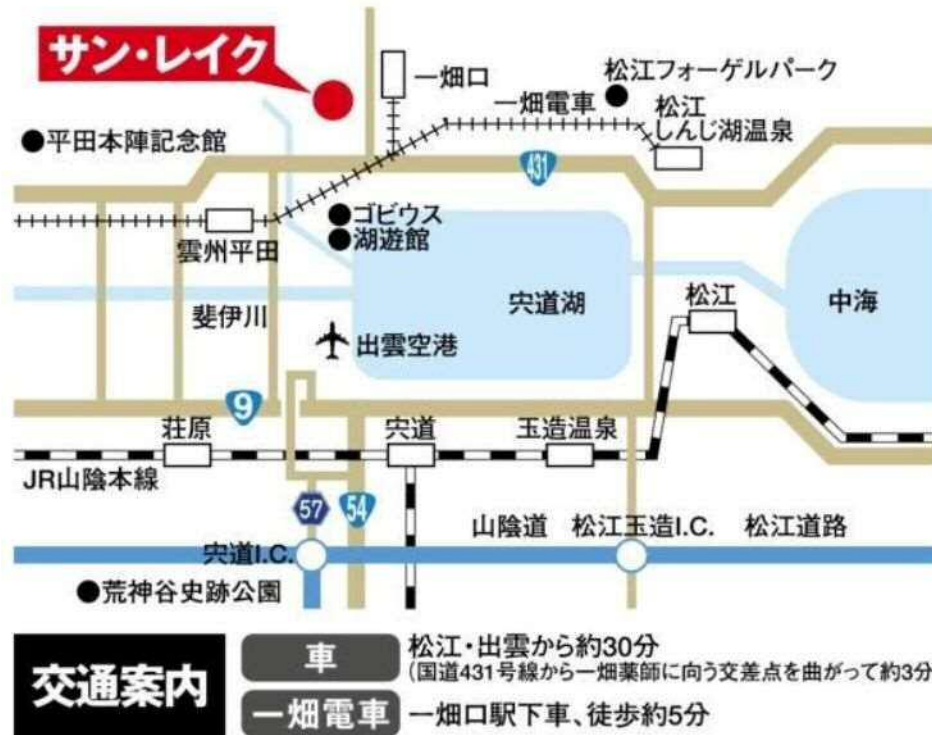 サン・レイク
一畑口
松江フォーゲルパーク
一畑電車
松江
しんじ湖温泉
●平田本陣記念館
431
●ゴビウス
●湖遊館
雲州平田
宍道湖
松江
中海
斐伊川
出雲空港
9
荘原
宍道
玉造温泉
JR山陰本線
57
54
山陰道 松江玉造I.C. 松江道路
宍道I.C.
●荒神谷史跡公園
交通案内
車
松江・出雲から約30分
(国道431号線から一畑薬師に向う交差点を曲がって約3分
一畑電車
一畑口駅下車、徒歩約5分